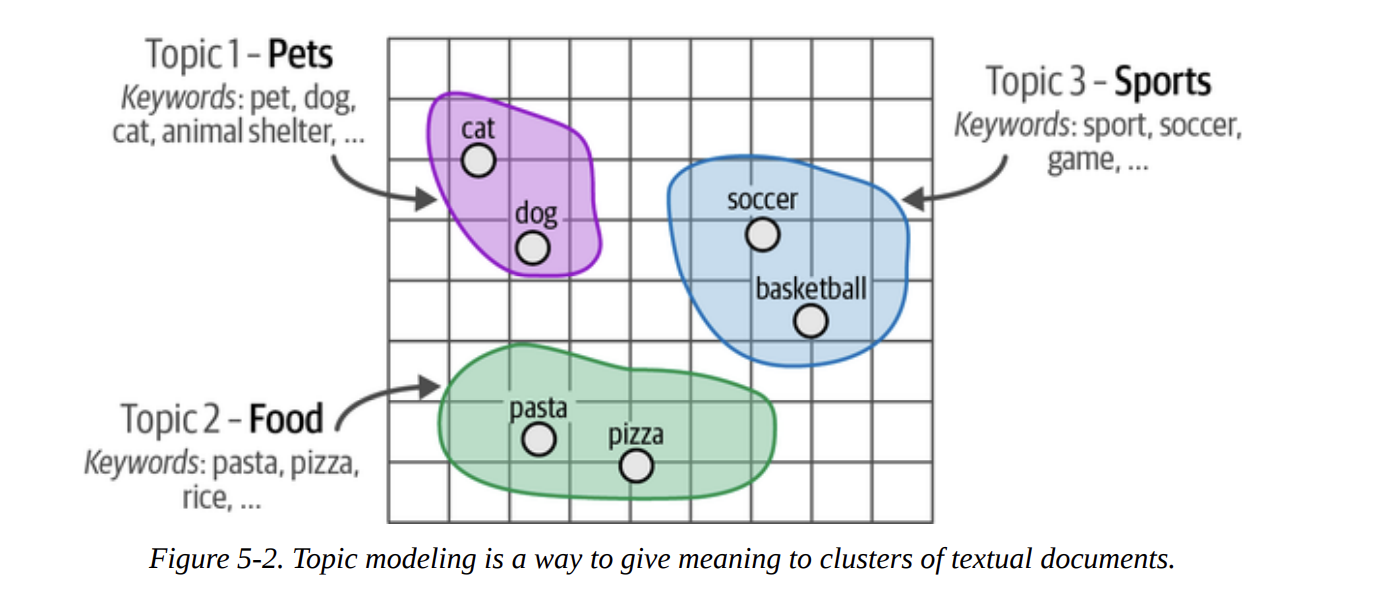 Topic 1 – Pets
Keywords: pet, dog,
cat, animal shelter, ...
cat
dog
Topic 3 – Sports
Keywords: sport, soccer,
game, ...
soccer
basketball
Topic 2 – Food
Keywords: pasta, pizza,
rice, ...
pasta
pizza
Figure 5-2. Topic modeling is a way to give meaning to clusters of textual documents.